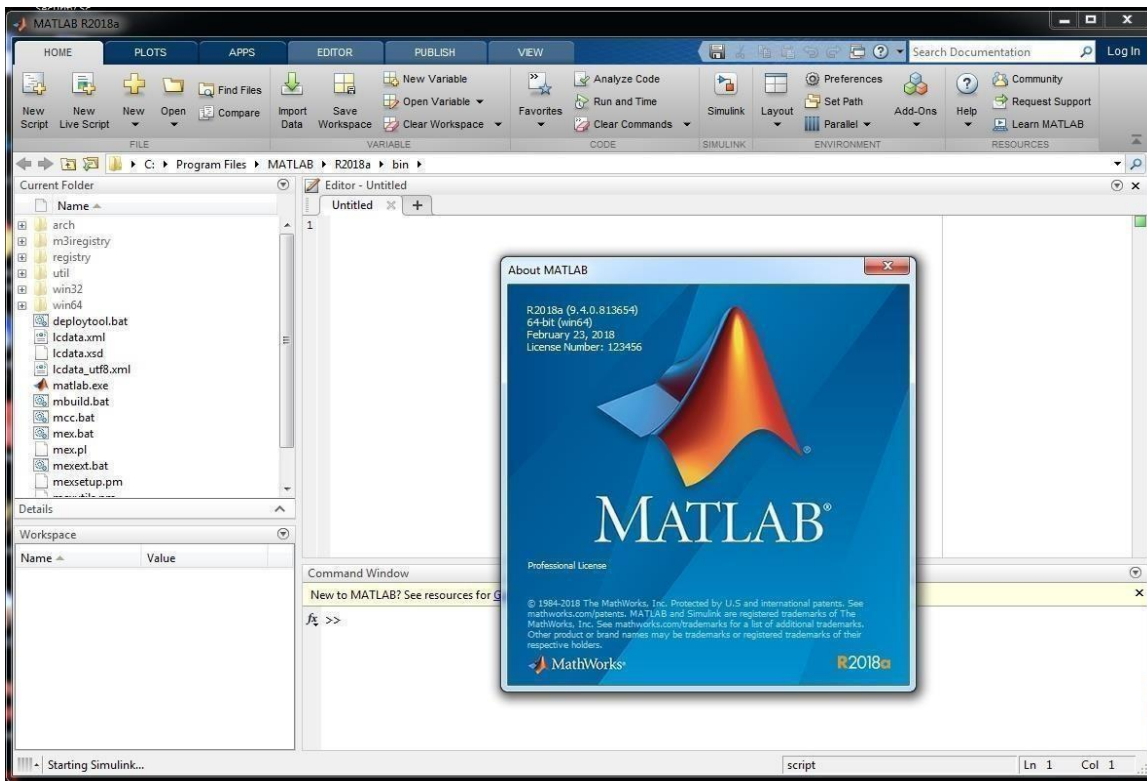 MATLAB R2018a
HOME PLOTS APPS EDITOR PUBLISH VIEW Search Documentation Log In
New Script
New Live Script
New
Open
Find Files
Compare
Import Data
Save Workspace
New Variable
Open Variable
Clear Workspace
Favorites
Analyze Code
Run and Time
Clear Commands
Simulink
Layout
Preferences
Set Path
Parallel
Add-Ons
Help
Community
Request Support
Learn MATLAB
FILE VARIABLE CODE SIMULINK ENVIRONMENT RESOURCES
C: Program Files MATLAB R2018a bin
Current Folder
Name
arch
m3iregistry
registry
util
win32
win64
deploytool.bat
lcdata.xml
lcdata.xsd
lcdata_utf8.xml
matlab.exe
mbuild.bat
mcc.bat
mex.bat
mex.pl
mexext.bat
mexsetup.pm
Details
Workspace
Name Value
Editor - Untitled
Untitled
1
About MATLAB
R2018a (9.4.0.813654)
64-bit (win64)
February 23, 2018
License Number: 123456
MATLAB®
Professional License
© 1984-2018 The MathWorks, Inc. Protected by U.S and international patents. See
mathworks.com/patents. MATLAB and Simulink are registered trademarks of The
MathWorks, Inc. See mathworks.com/trademarks for a list of additional trademarks.
Other product or brand names may be trademarks or registered trademarks of their
respective holders.
MathWorks®
R2018a
Command Window
New to MATLAB? See resources for
fx >>
Starting Simulink...
script
Ln 1 Col 1